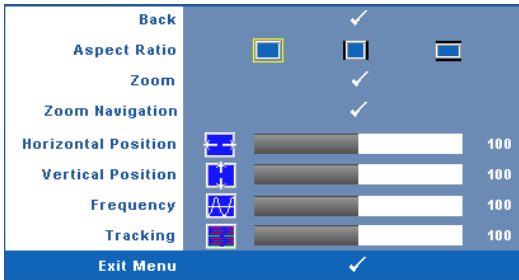 Back
Aspect Ratio
Zoom
Zoom Navigation
Horizontal Position 100
Vertical Position 100
Frequency 100
Tracking 100
Exit Menu